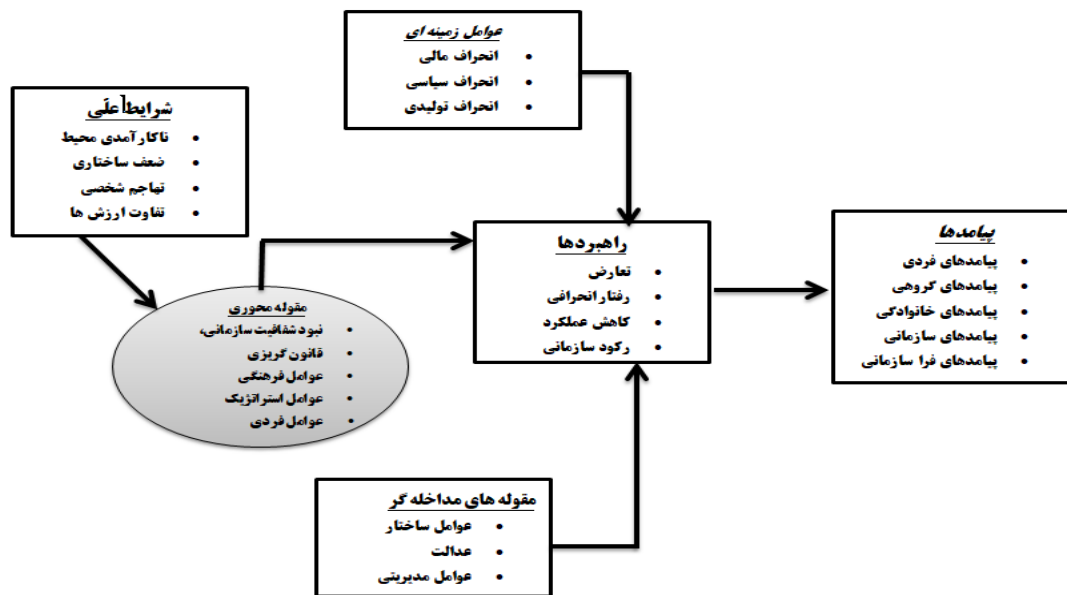 عوامل زمینه ای
• انحراف مالی
• انحراف سیاسی
• انحراف تولیدی
شرایط علّی
• ناکارآمدی محیط
• ضعف ساختاری
• تهاجم شخصی
• تفاوت ارزش ها
مقوله محوری
• نبود شفافیت سازمانی،
• قانون گریزی
• عوامل فرهنگی
• عوامل استراتژیک
• عوامل فردی
راهبردها
• تعارض
• رفتار انحرافی
• کاهش عملکرد
• رکود سازمانی
پیامدها
• پیامدهای فردی
• پیامدهای گروهی
• پیامدهای خانوادگی
• پیامدهای سازمانی
• پیامدهای فرا سازمانی
مقوله های مداخله گر
• عوامل ساختار
• عدالت
• عوامل مدیریتی